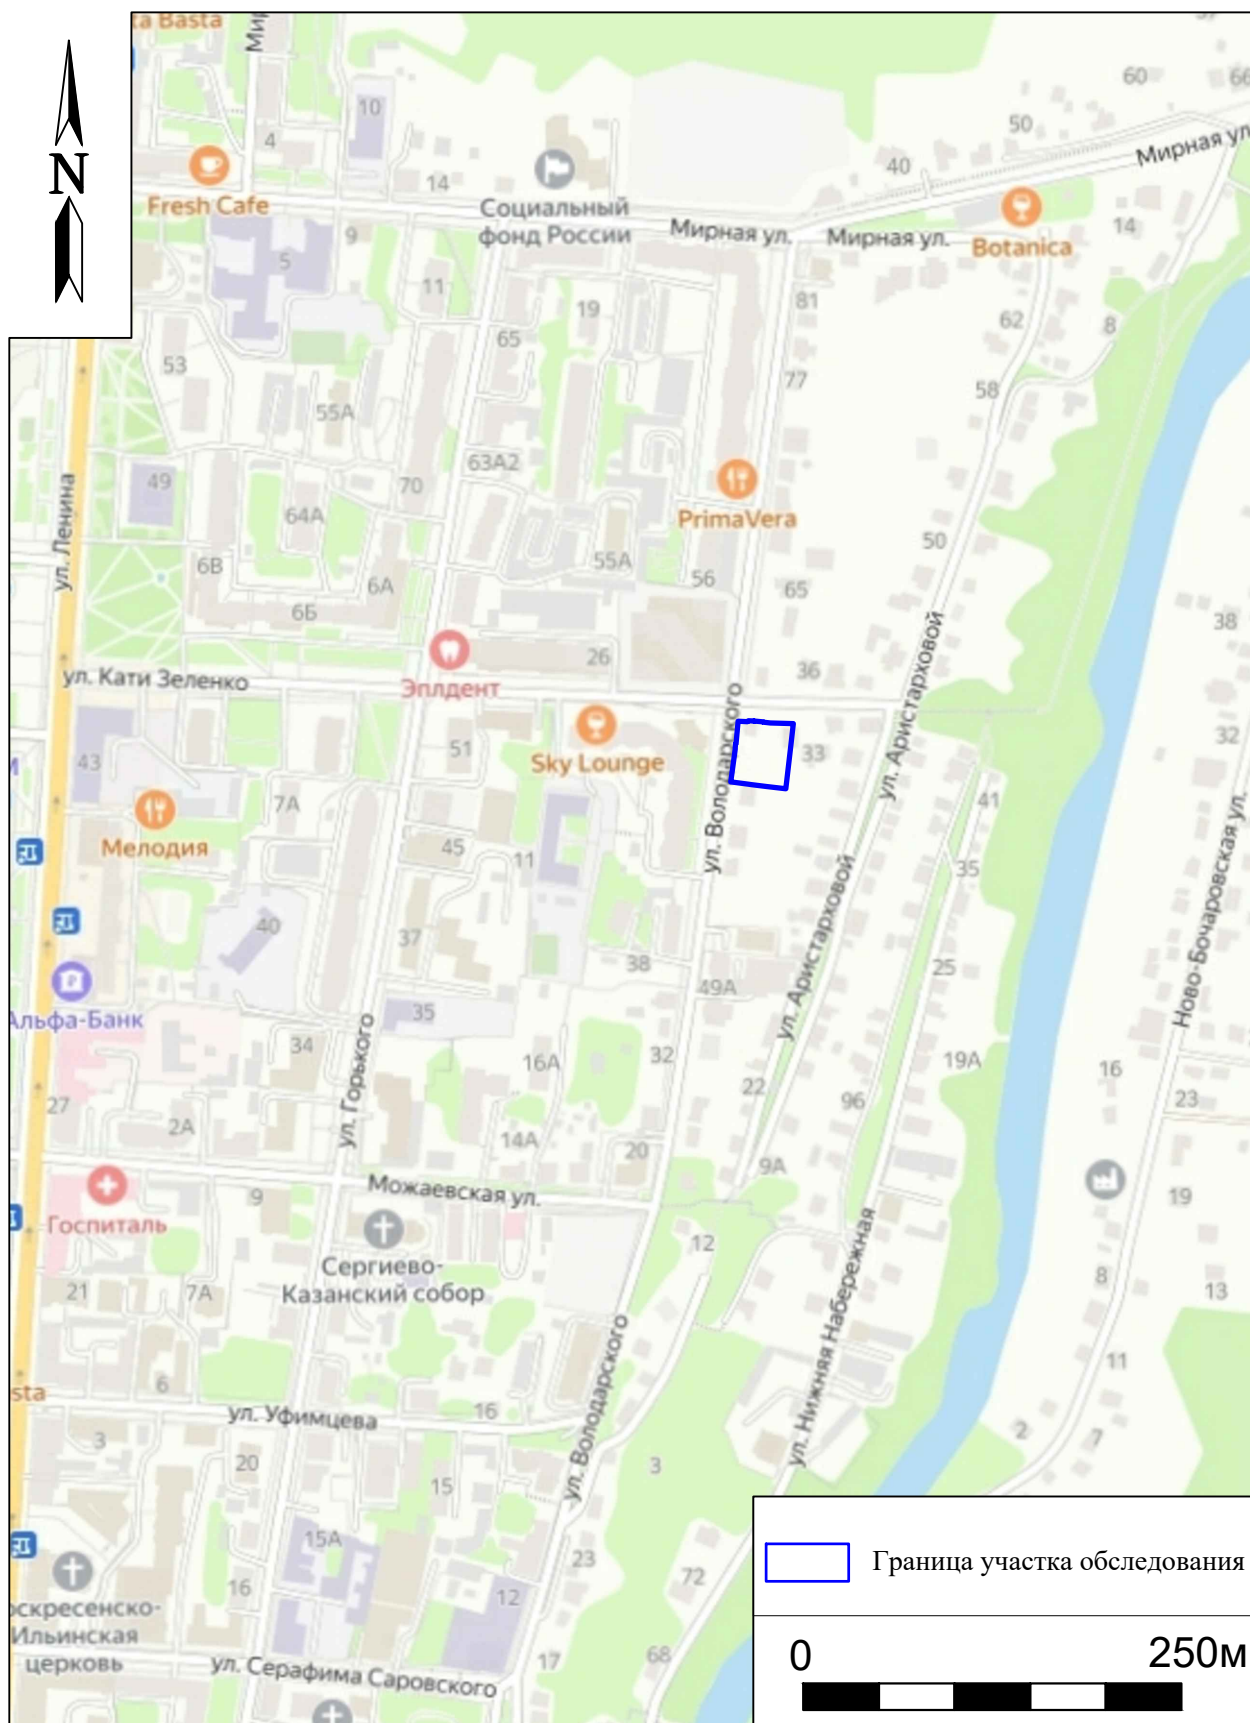 ta Basta
Мир
10
4
60
66
50
Мирная ул
40
14
N
Fresh Cafe
Социальный
фонд России
Мирная ул.
Мирная ул.
Botanica
14
9
5
11
19
81
62
8
65
53
77
58
55А
63А2
49
70
ул. Ленина
64А
PrimaVera
50
55А
56
6В
6А
6Б
65
ул. Аристарховой
38
26
36
ул. Кати Зеленко
Эплдент
ул. Володарского
51
Sky Lounge
33
ул. Аристарховой
32
43
7А
41
Мелодия
45
11
35
Ново-Бочаровская ул.
40
37
38
25
49А
Альфа-Банк
35
34
16А
32
19А
16
ул. Горького
22
96
27
23
2А
14А
20
9А
Можаевская ул.
9
19
Госпиталь
12
Сергиево-
Казанский собор
8
21
7А
13
ул. Нижняя Набережная
ул. Володарского
11
sta
6
ул. Уфимцева
16
2
7
3
20
15
3
15А
23
72
Граница участка обследования
16
12
оскресенско-
Ильинская
церковь
ул. Серафима Саровского
17
68
0
250м